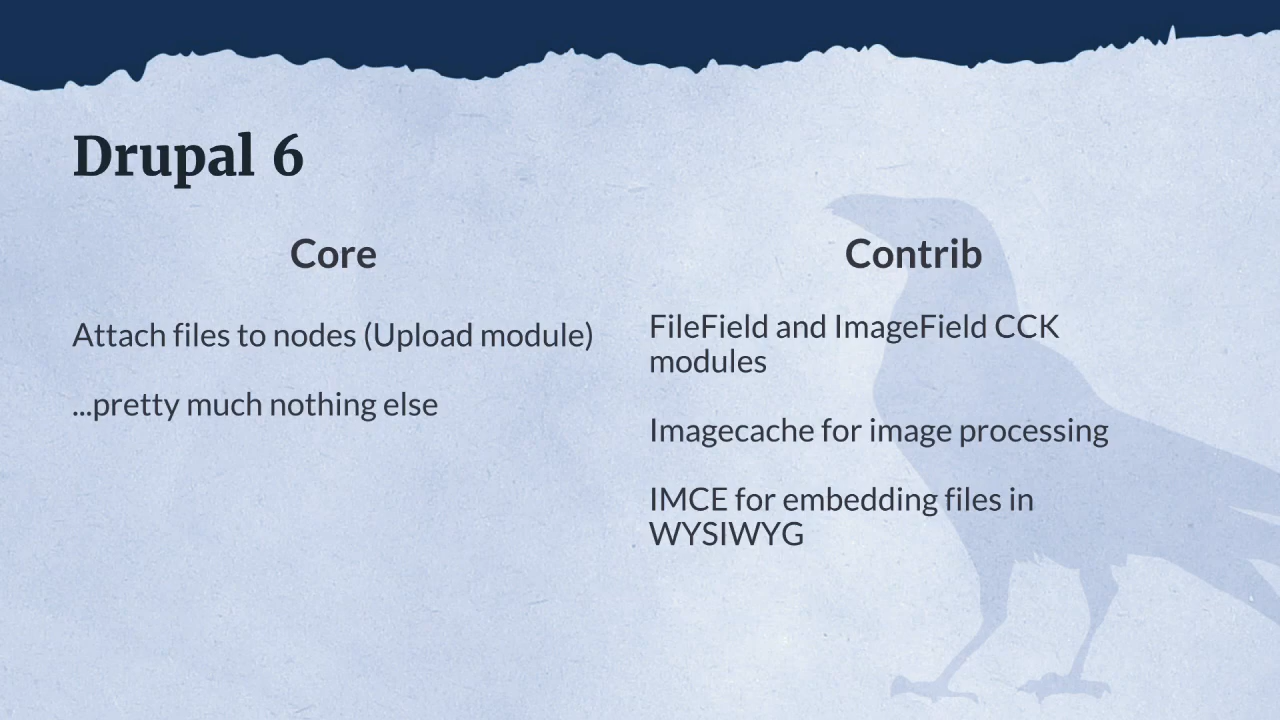 Drupal 6
Core
Attach files to nodes (Upload module)
...pretty much nothing else
Contrib
FileField and ImageField CCK
modules
Imagecache for image processing
IMCE for embedding files in
WYSIWYG